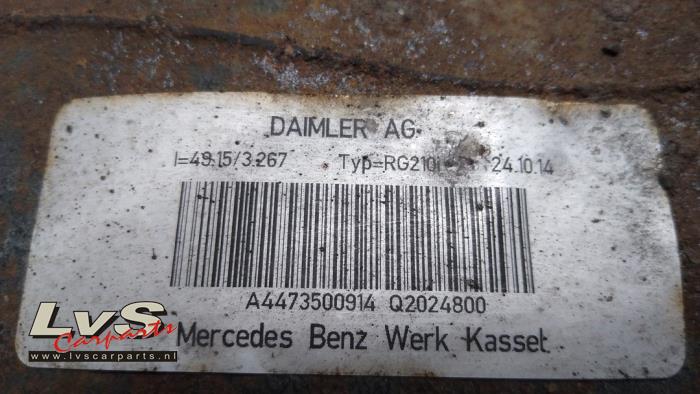 DAIMLER AG
I=49:15/3.267 Typ=RG210 24.10.14
A4473500914 Q2024800
Mercedes Benz Werk Kassel
LvS
Carparts
www.lvscarparts.nl